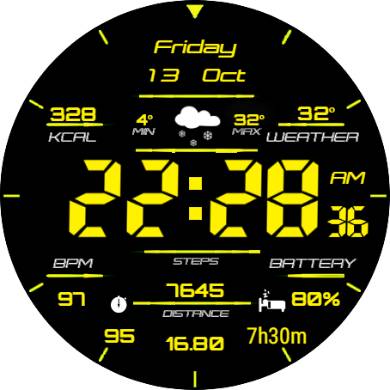 Friday
13 Oct
328 4° 32° 32°
KCAL MIN MAX WEATHER
22:28 AM
36
BPM STEPS BATTERY
97 7645 80%
DISTANCE
95 16.80 7h30m